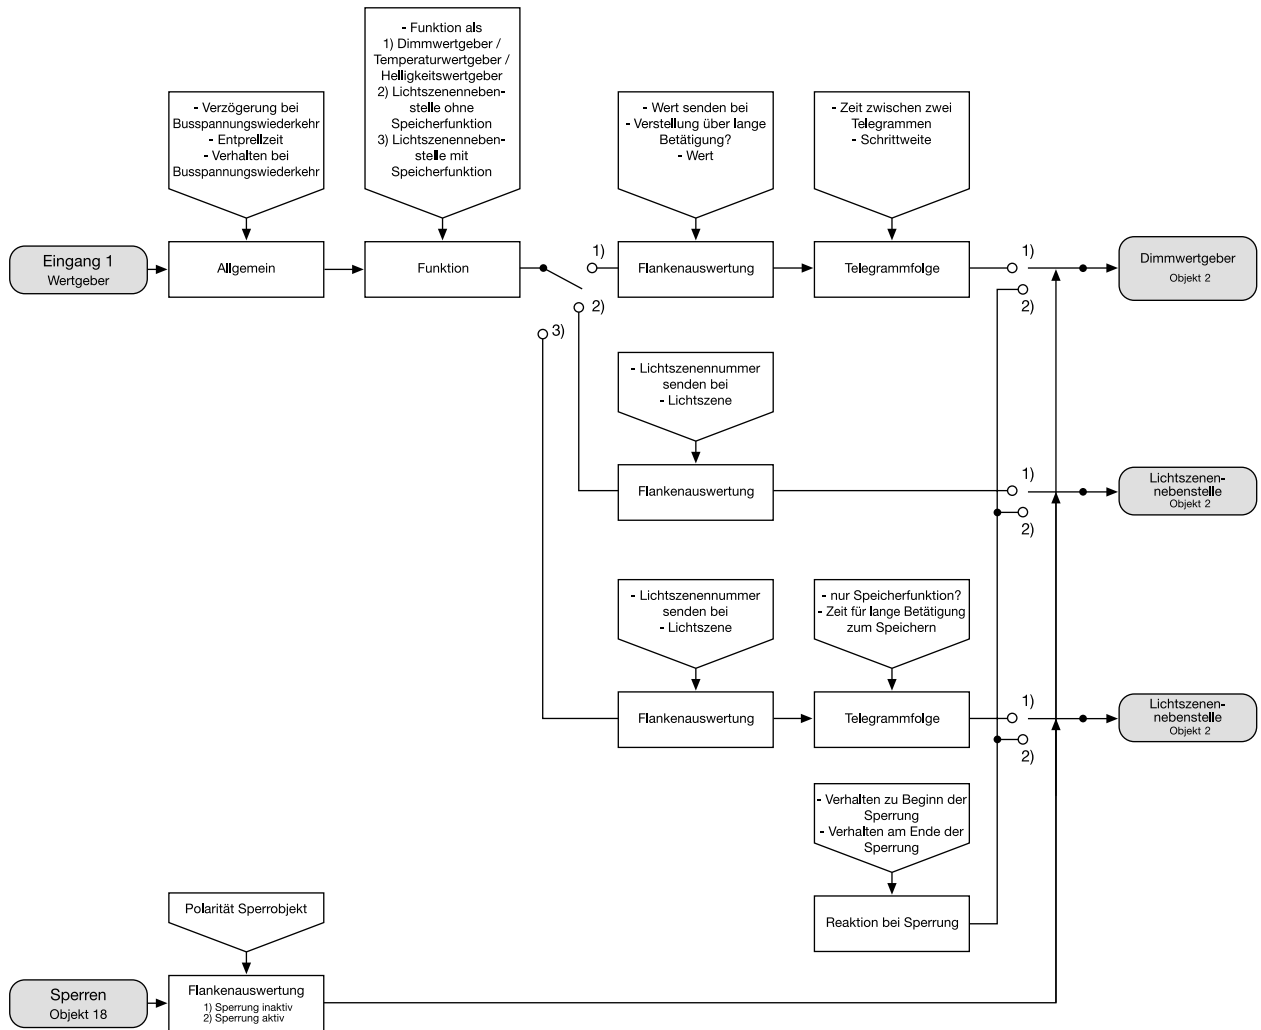 - Funktion als
1) Dimmwertgeber /
Temperaturwertgeber /
Helligkeitswertgeber
2) Lichtszenenneben-
stelle ohne
Speicherfunktion
3) Lichtszenenneben-
stelle mit
Speicherfunktion
- Verzögerung bei
Busspannungswiederkehr
- Entprellzeit
- Verhalten bei
Busspannungswiederkehr
- Wert senden bei
- Verstellung über lange
Betätigung?
- Wert
- Zeit zwischen zwei
Telegrammen
- Schrittweite
Eingang 1
Wertgeber
Allgemein
Funktion
1)
2)
3)
Flankenauswertung
Telegrammfolge
1)
2)
Dimmwertgeber
Objekt 2
- Lichtszenennummer
senden bei
- Lichtszene
Flankenauswertung
1)
2)
Lichtszenen-
nebenstelle
Objekt 2
- Lichtszenennummer
senden bei
- Lichtszene
- nur Speicherfunktion?
- Zeit für lange Betätigung
zum Speichern
Flankenauswertung
Telegrammfolge
1)
2)
Lichtszenen-
nebenstelle
Objekt 2
- Verhalten zu Beginn der
Sperrung
- Verhalten am Ende der
Sperrung
Reaktion bei Sperrung
Polarität Sperrobjekt
Sperren
Objekt 18
Flankenauswertung
1) Sperrung inaktiv
2) Sperrung aktiv